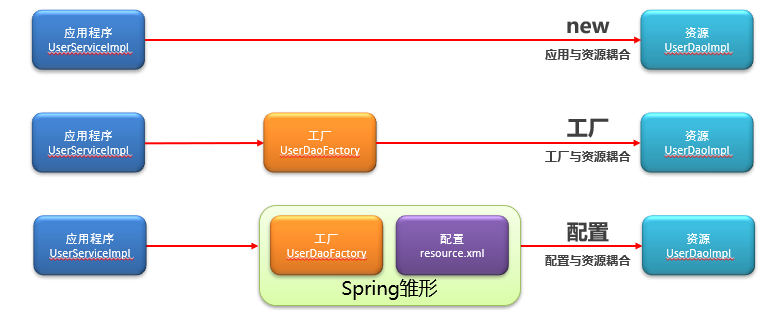 应用程序
UserServiceImpl
new
应用与资源耦合
资源
UserDaoImpl
应用程序
UserServiceImpl
工厂
UserDaoFactory
工厂
工厂与资源耦合
资源
UserDaoImpl
应用程序
UserServiceImpl
工厂
UserDaoFactory
配置
resource.xml
Spring雏形
配置
配置与资源耦合
资源
UserDaoImpl